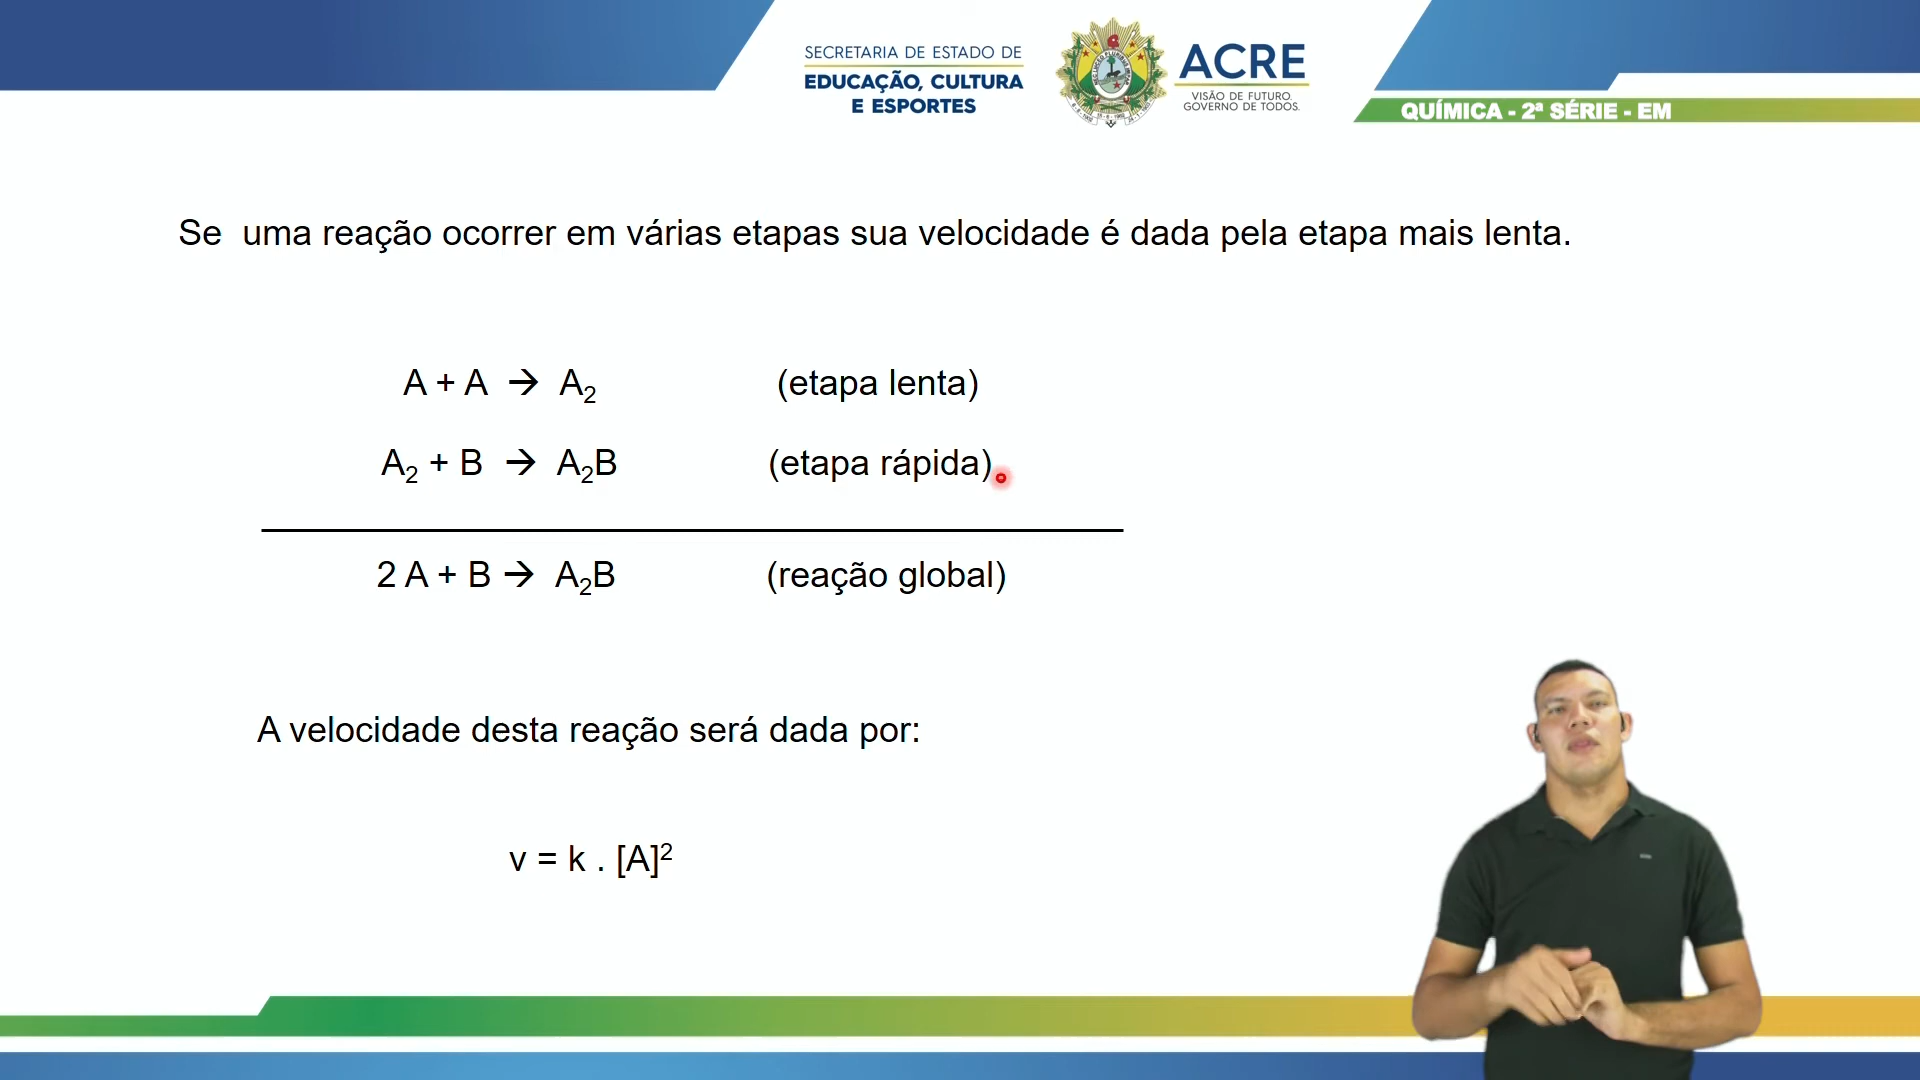 SECRETARIA DE ESTADO DE
EDUCAÇÃO, CULTURA
E ESPORTES
ACRE
VISÃO DE FUTURO.
GOVERNO DE TODOS.
QUÍMICA - 2ª SÉRIE - EM
Se uma reação ocorrer em várias etapas sua velocidade é dada pela etapa mais lenta.
A + A → A₂ (etapa lenta)
A₂ + B → A₂B (etapa rápida)
2 A + B → A₂B (reação global)
A velocidade desta reação será dada por:
v = k . [A]²